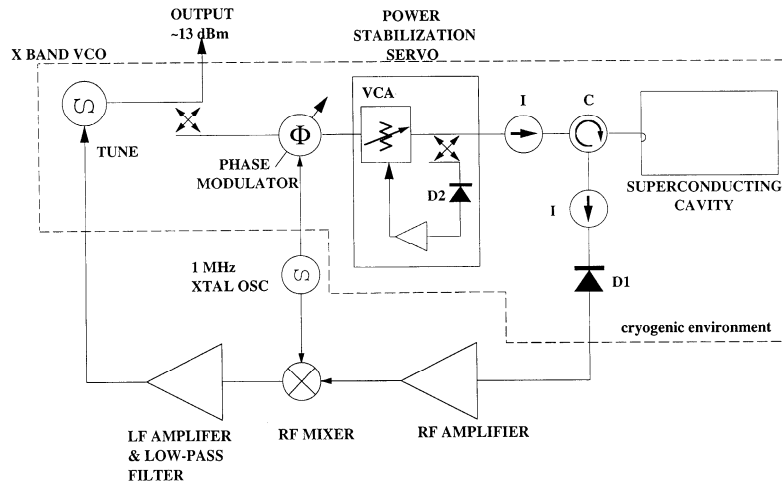 OUTPUT
~13 dBm
POWER
STABILIZATION
SERVO
X BAND VCO
VCA
I
C
S
TUNE
Φ
PHASE
MODULATOR
D2
SUPERCONDUCTING
CAVITY
I
1 MHz
XTAL OSC
S
D1
cryogenic environment
LF AMPLIFER
& LOW-PASS
FILTER
RF MIXER
RF AMPLIFIER